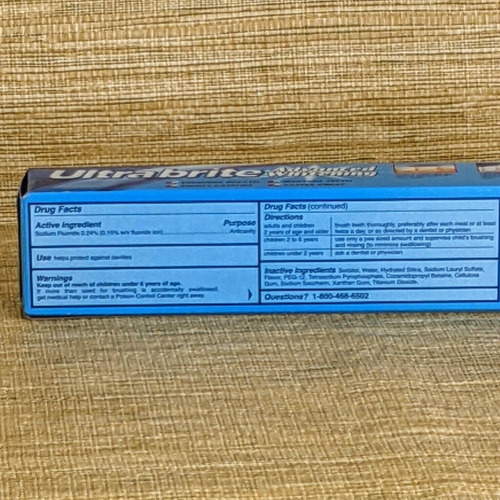 Ultra brite Advanced Whitening
Drug Facts
Active Ingredient Purpose
Sodium Fluoride 0.24% (0.15% w/v fluoride ion) Anticavity
Use helps protect against cavities
Warnings
Keep out of reach of children under 6 years of age.
If more than used for brushing is accidentally swallowed,
get medical help or contact a Poison Control Center right away.
Drug Facts (continued)
Directions
adults and children brush teeth thoroughly, preferably after each meal or at least
2 years of age and older twice a day, or as directed by a dentist or physician
children 2 to 6 years use only a pea sized amount and supervise child's brushing
and rinsing (to minimize swallowing)
children under 2 years ask a dentist or physician
Inactive Ingredients Sorbitol, Water, Hydrated Silica, Sodium Lauryl Sulfate,
Flavor, PEG-12, Tetrasodium Pyrophosphate, Cocamidopropyl Betaine, Cellulose
Gum, Sodium Saccharin, Xanthan Gum, Titanium Dioxide.
Questions? 1-800-468-6502